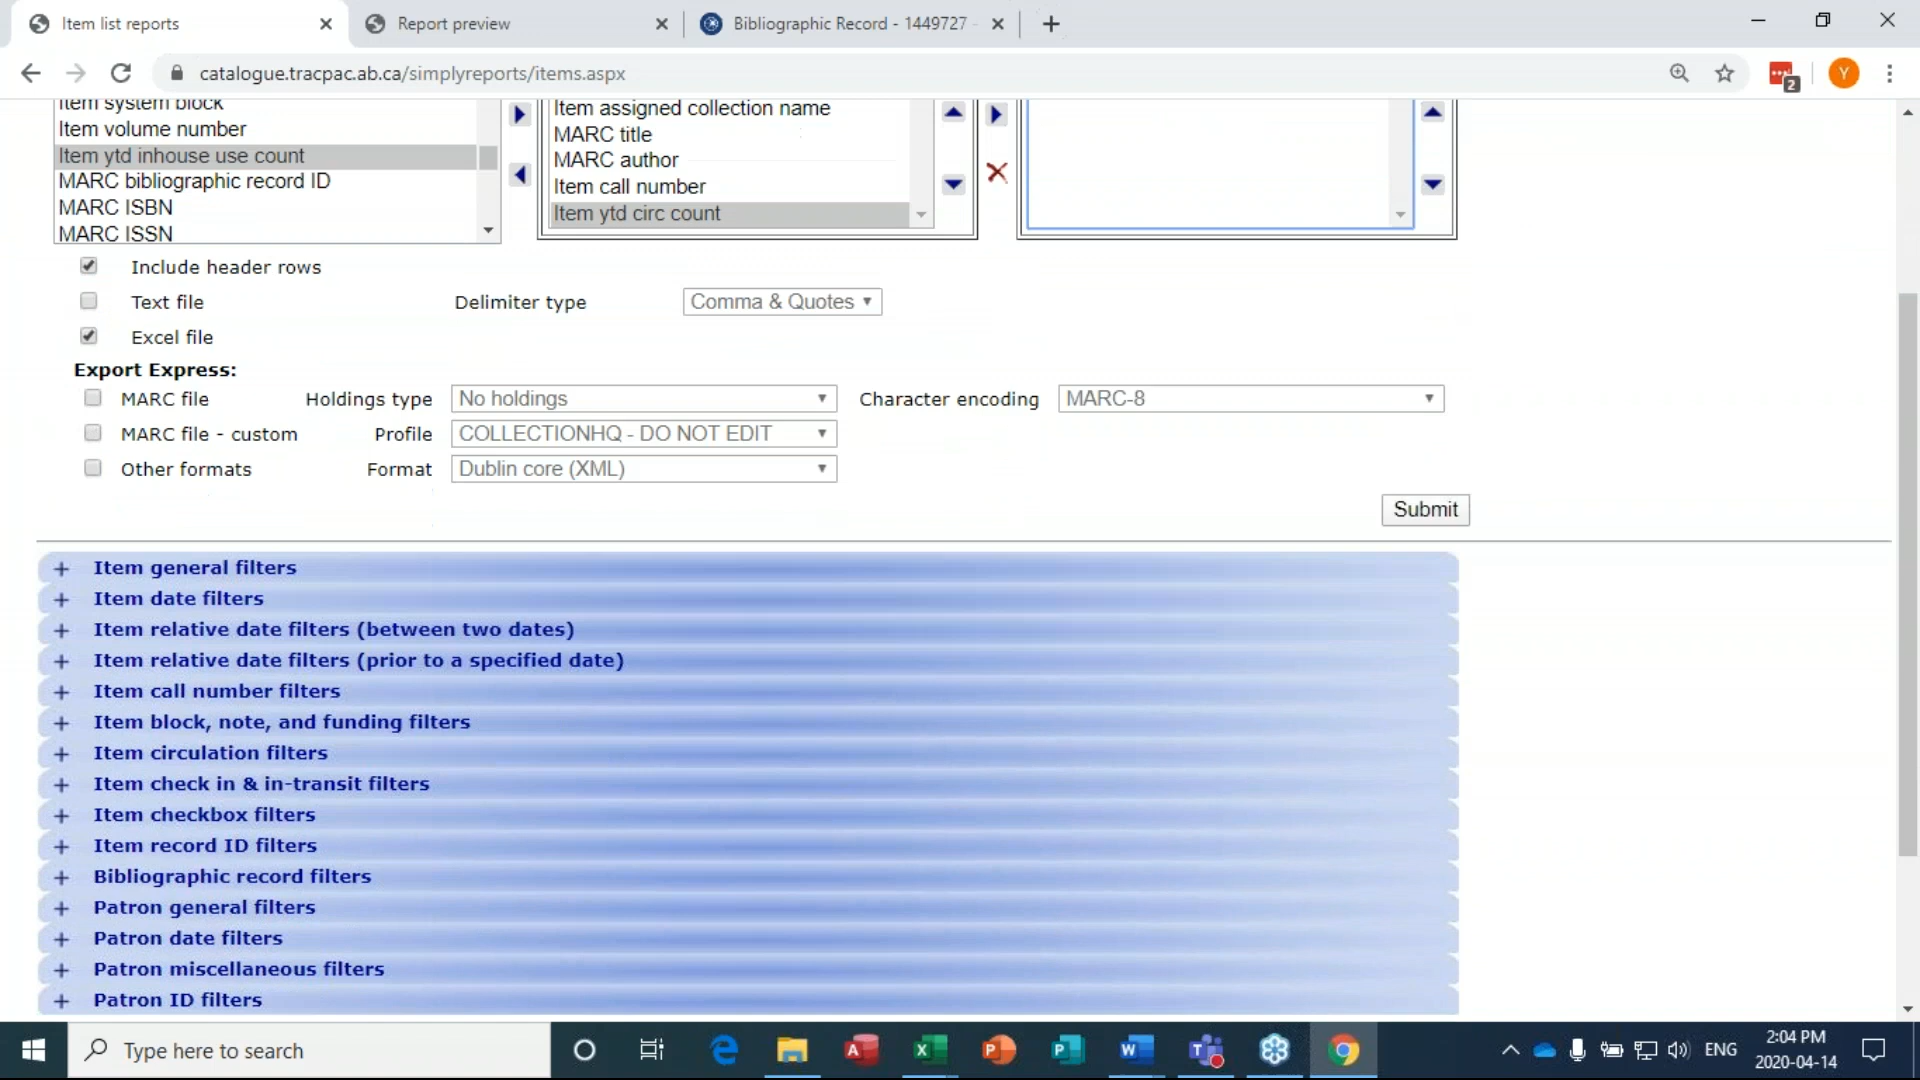 Item list reports
Report preview
Bibliographic Record - 1449727 -
catalogue.tracpac.ab.ca/simplyreports/items.aspx
2
Y
Item system block
Item volume number
Item ytd inhouse use count
MARC bibliographic record ID
MARC ISBN
MARC ISSN
Item assigned collection name
MARC title
MARC author
Item call number
Item ytd circ count
Include header rows
Text file Delimiter type Comma & Quotes
Excel file
Export Express:
MARC file Holdings type No holdings Character encoding MARC-8
MARC file - custom Profile COLLECTIONHQ - DO NOT EDIT
Other formats Format Dublin core (XML)
Submit
+ Item general filters
+ Item date filters
+ Item relative date filters (between two dates)
+ Item relative date filters (prior to a specified date)
+ Item call number filters
+ Item block, note, and funding filters
+ Item circulation filters
+ Item check in & in-transit filters
+ Item checkbox filters
+ Item record ID filters
+ Bibliographic record filters
+ Patron general filters
+ Patron date filters
+ Patron miscellaneous filters
+ Patron ID filters
Type here to search
ENG
2:04 PM
2020-04-14